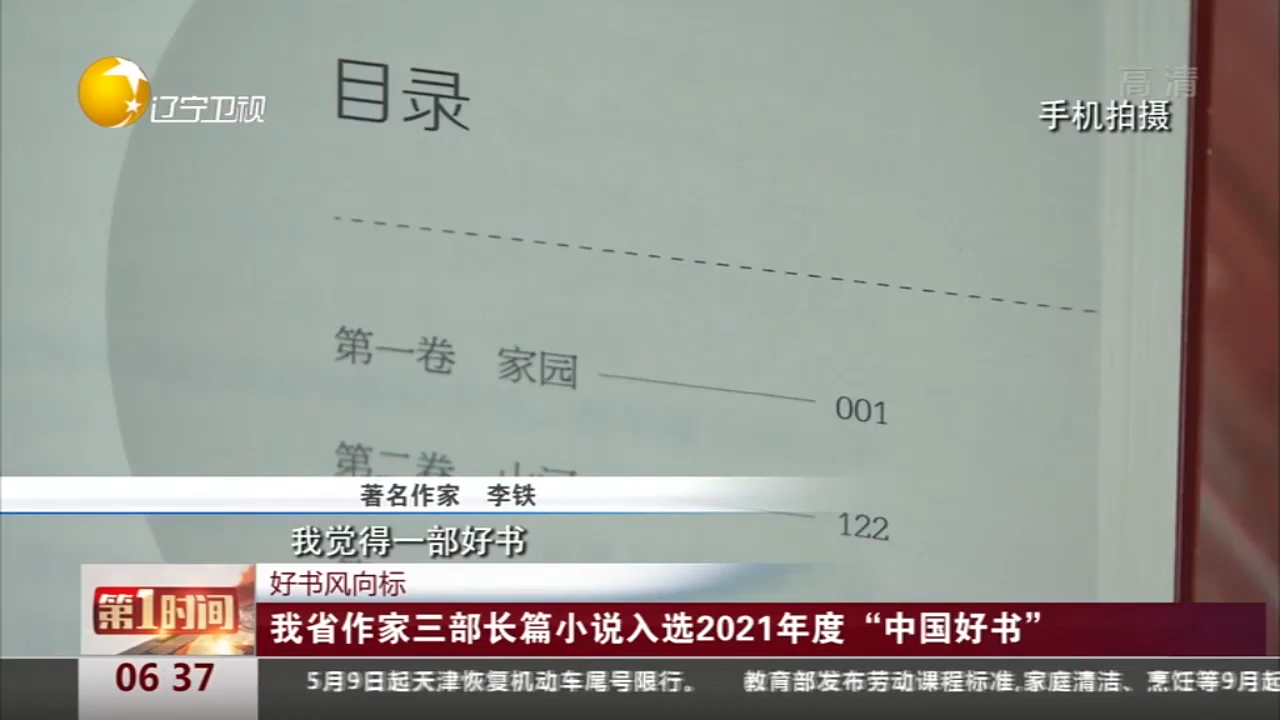 辽宁卫视
高清
手机拍摄
目录
第一卷 家园 001
第二卷 山河 122
著名作家 李铁
我觉得一部好书
好书风向标
第1时间
我省作家三部长篇小说入选2021年度“中国好书”
06 37
5月9日起天津恢复机动车尾号限行。 教育部发布劳动课程标准,家庭清洁、烹饪等9月起